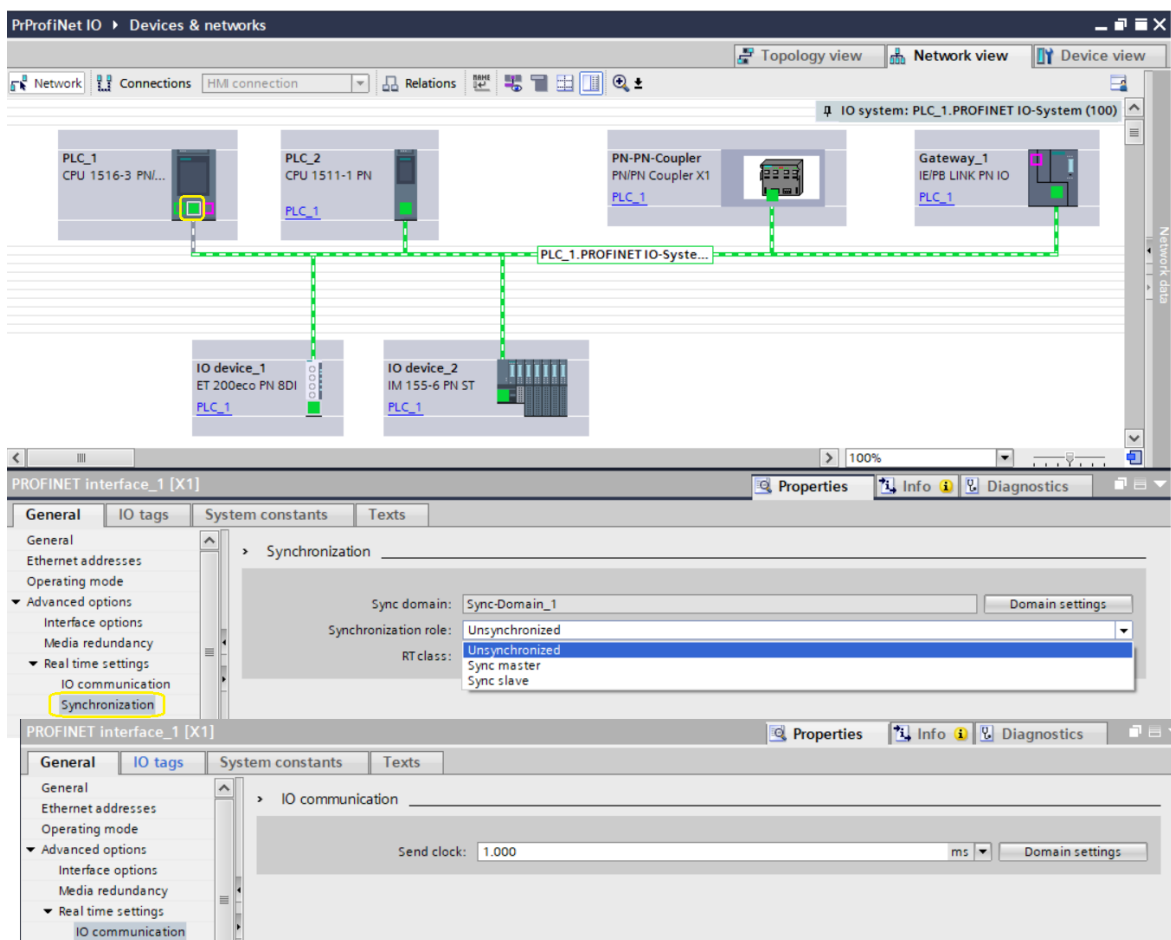 PrProfiNet IO ▸ Devices & networks
Topology view
Network view
Device view
Network
Connections
HMI connection
Relations
IO system: PLC_1.PROFINET IO-System (100)
PLC_1
CPU 1516-3 PN/...
PLC_2
CPU 1511-1 PN
PLC_1
PN-PN-Coupler
PN/PN Coupler X1
PLC_1
Gateway_1
IE/PB LINK PN IO
PLC_1
PLC_1.PROFINET IO-Syste...
Network data
IO device_1
ET 200eco PN 8DI
PLC_1
IO device_2
IM 155-6 PN ST
PLC_1
100%
PROFINET interface_1 [X1]
Properties
Info
Diagnostics
General
IO tags
System constants
Texts
General
Ethernet addresses
Operating mode
Advanced options
Interface options
Media redundancy
Real time settings
IO communication
Synchronization
Synchronization
Sync domain: Sync-Domain_1
Domain settings
Synchronization role: Unsynchronized
RT class:
Unsynchronized
Sync master
Sync slave
PROFINET interface_1 [X1]
Properties
Info
Diagnostics
General
IO tags
System constants
Texts
General
Ethernet addresses
Operating mode
Advanced options
Interface options
Media redundancy
Real time settings
IO communication
IO communication
Send clock: 1.000 ms
Domain settings